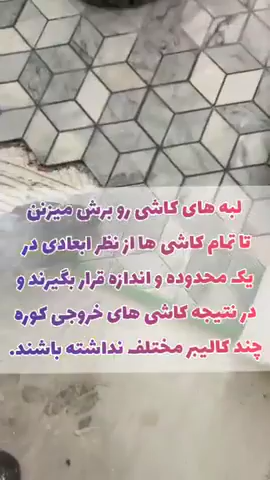 لبه های کاشی رو برش میزنن
تا تمام کاشی ها از نظر ابعادی در
یک محدوده و اندازه قرار بگیرند و
در نتیجه کاشی های خروجی کوره
چند کالیبر مختلف نداشته باشند.